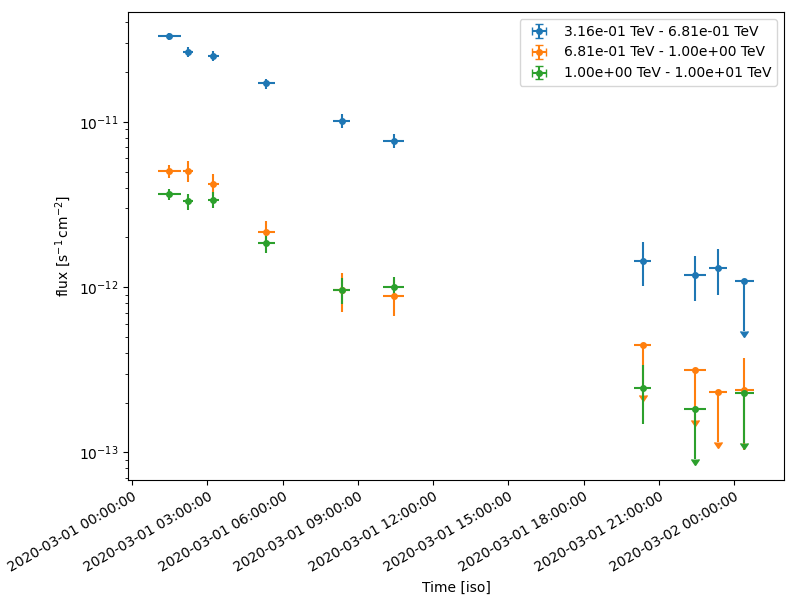 3.16e-01 TeV - 6.81e-01 TeV
6.81e-01 TeV - 1.00e+00 TeV
1.00e+00 TeV - 1.00e+01 TeV
flux [s⁻¹ cm⁻²]
10⁻¹¹
10⁻¹²
10⁻¹³
2020-03-01 00:00:00
2020-03-01 03:00:00
2020-03-01 06:00:00
2020-03-01 09:00:00
2020-03-01 12:00:00
2020-03-01 15:00:00
2020-03-01 18:00:00
2020-03-01 21:00:00
2020-03-02 00:00:00
Time [iso]